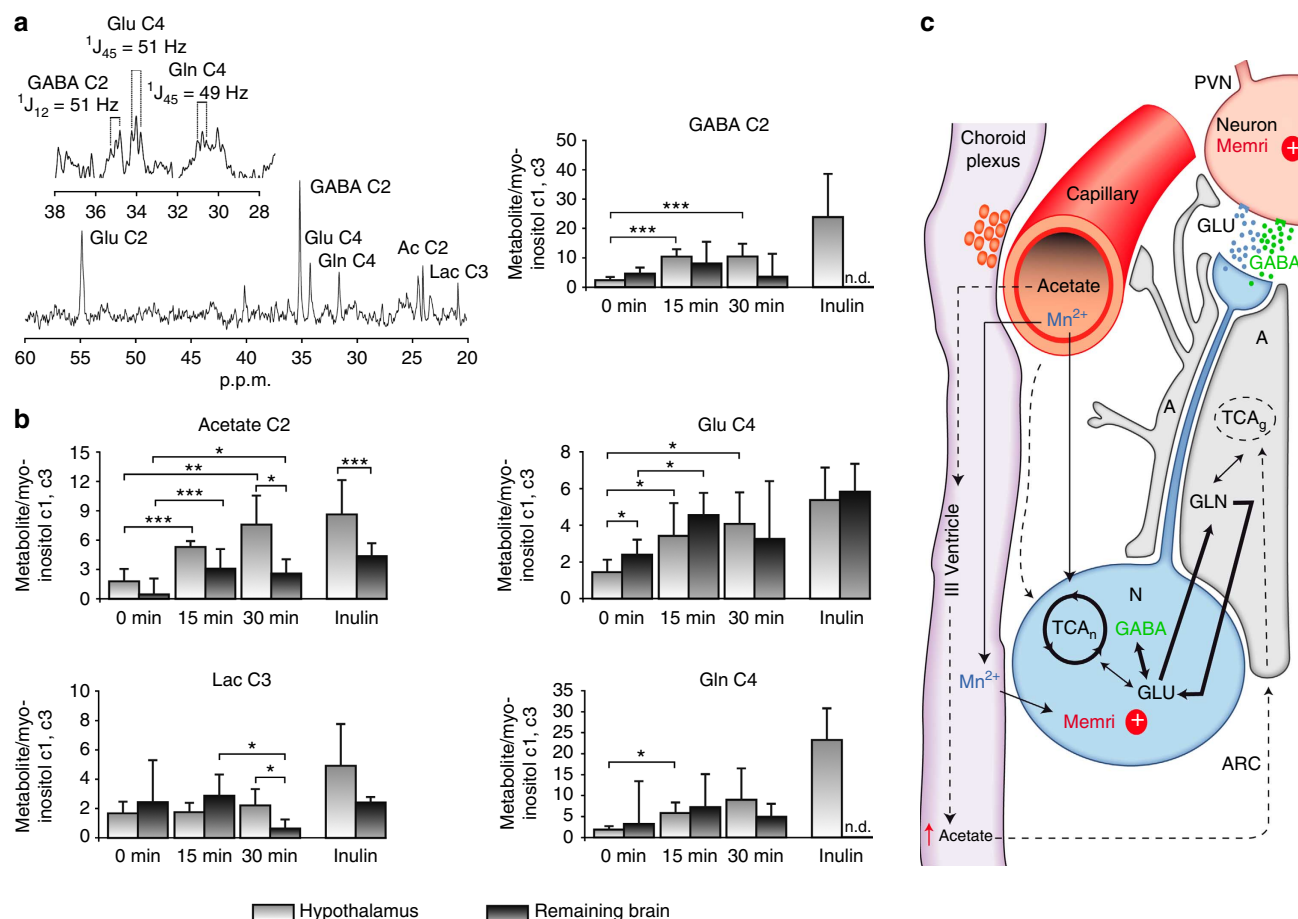 a
Glu C4
¹J₄₅ = 51 Hz
GABA C2
¹J₁₂ = 51 Hz
Gln C4
¹J₄₅ = 49 Hz
38 36 34 32 30 28
Glu C2
GABA C2
Glu C4
Gln C4
Ac C2
Lac C3
60 55 50 45 40 35 30 25 20
p.p.m.
GABA C2
Metabolite/myo-
inositol c1, c3
50
40
30
20
10
0
***
***
n.d.
0 min 15 min 30 min Inulin
b
Acetate C2
Metabolite/myo-
inositol c1, c3
15
12
9
6
3
0
*
**
***
***
*
***
0 min 15 min 30 min Inulin
Glu C4
Metabolite/myo-
inositol c1, c3
8
6
4
2
0
*
*
*
*
0 min 15 min 30 min Inulin
Lac C3
Metabolite/myo-
inositol c1, c3
10
8
6
4
2
0
*
*
0 min 15 min 30 min Inulin
Gln C4
Metabolite/myo-
inositol c1, c3
35
30
25
20
15
10
5
0
*
n.d.
0 min 15 min 30 min Inulin
Hypothalamus Remaining brain
c
PVN
Neuron
Memri +
Choroid
plexus
Capillary
GLU
GABA
Acetate
Mn²⁺
A
A
TCAg
GLN
III Ventricle
N
TCAₙ
GABA
GLU
Mn²⁺
Memri +
ARC
Acetate